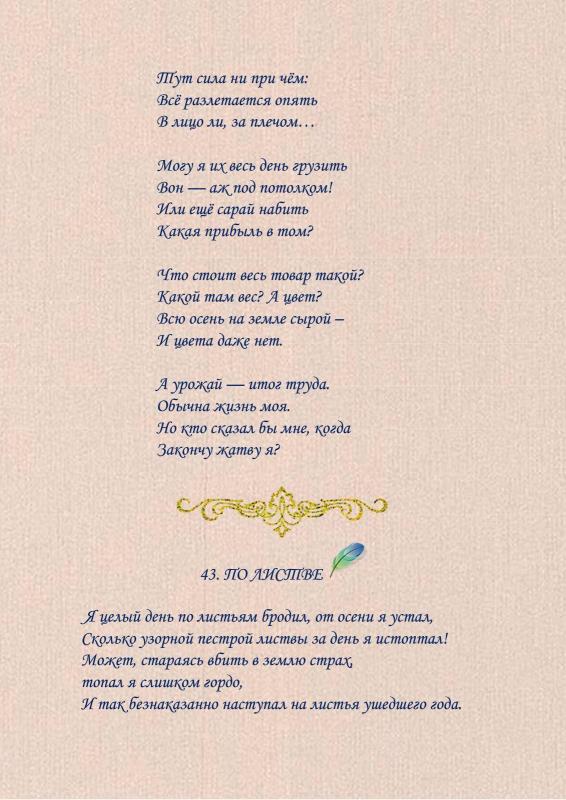 Тут сила ни при чём:
Всё разлетается опять
В лицо ли, за плечом…
Могу я их весь день грузить
Вон — аж под потолком!
Или ещё сарай набить
Какая прибыль в том?
Что стоит весь товар такой?
Какой там вес? А цвет?
Всю осень на земле сырой –
И цвета даже нет.
А урожай — итог труда.
Обычна жизнь моя.
Но кто сказал бы мне, когда
Закончу жатву я?
43. ПО ЛИСТВЕ
Я целый день по листьям бродил, от осени я устал,
Сколько узорной пестрой листвы за день я истоптал!
Может, стараясь вбить в землю страх,
топал я слишком гордо,
И так безнаказанно наступал на листья ушедшего года.